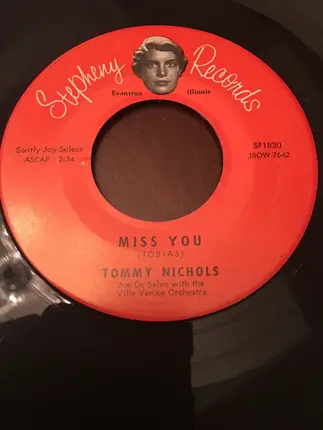 Stepheny Records
Evanston Illinois
Santly-Joy-Select
ASCAP 2:34
SF1830
J8OW-7642
MISS YOU
(TOBIAS)
TOMMY NICHOLS
Joe De Salvo with the
Villa Venice Orchestra